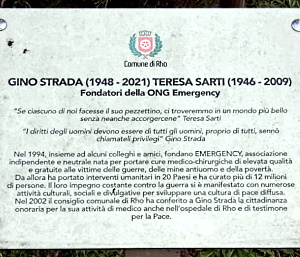 Comune di Rho
GINO STRADA (1948 - 2021) TERESA SARTI (1946 - 2009)
Fondatori della ONG Emergency
"Se ciascuno di noi facesse il suo pezzettino, ci troveremmo in un mondo più bello
senza neanche accorgercene" Teresa Sarti
"I diritti degli uomini devono essere di tutti gli uomini, proprio di tutti, sennò
chiamateli privilegi" Gino Strada
Nel 1994, insieme ad alcuni colleghi e amici, fondano EMERGENCY, associazione
indipendente e neutrale nata per portare cure medico-chirurgiche di elevata qualità
e gratuite alle vittime delle guerre, delle mine antiuomo e della povertà.
Da allora ha portato interventi umanitari in 20 Paesi e ha curato più di 12 milioni
di persone. Il loro impegno costante contro la guerra si è manifestato con numerose
attività culturali, sociali e divulgative per sviluppare una cultura di pace diffusa.
Nel 2002 il consiglio comunale di Rho ha conferito a Gino Strada la cittadinanza
onoraria per la sua attività di medico anche nell'ospedale di Rho e di testimone
per la Pace.